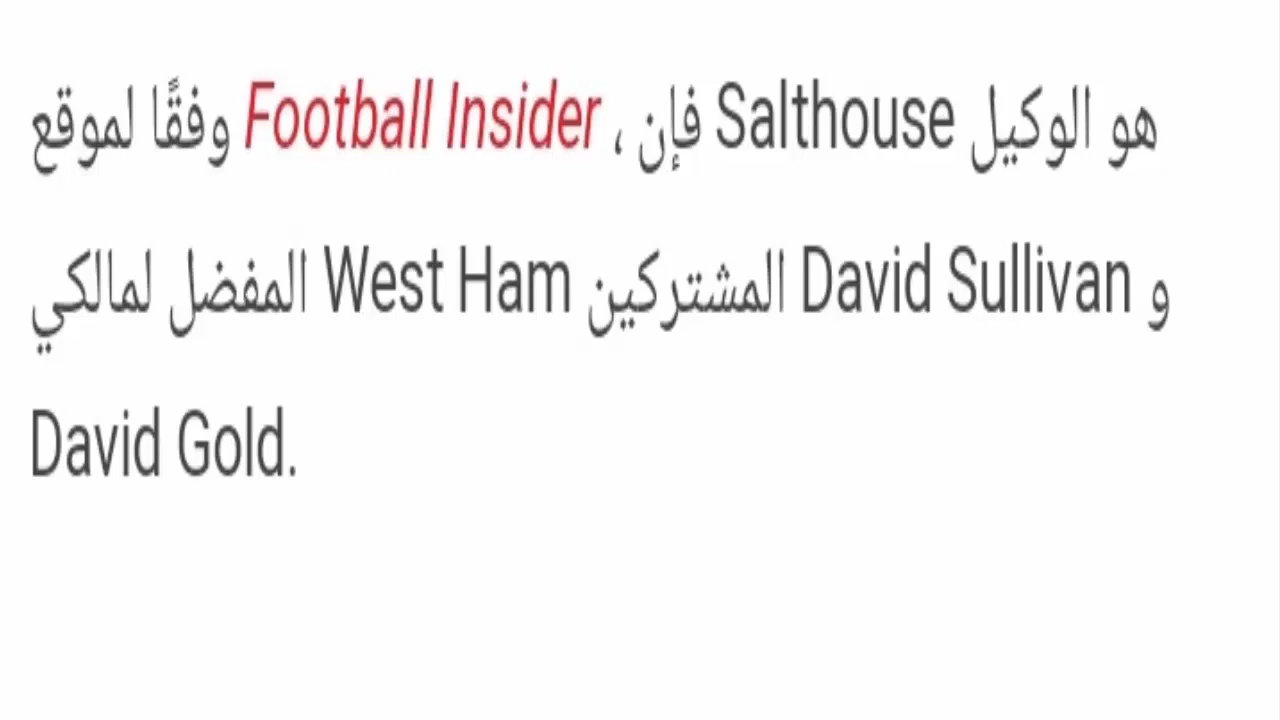 وفقًا لموقع Football Insider ، فإن Salthouse هو الوكيل
المفضل لمالكي West Ham المشتركين David Sullivan و
David Gold.